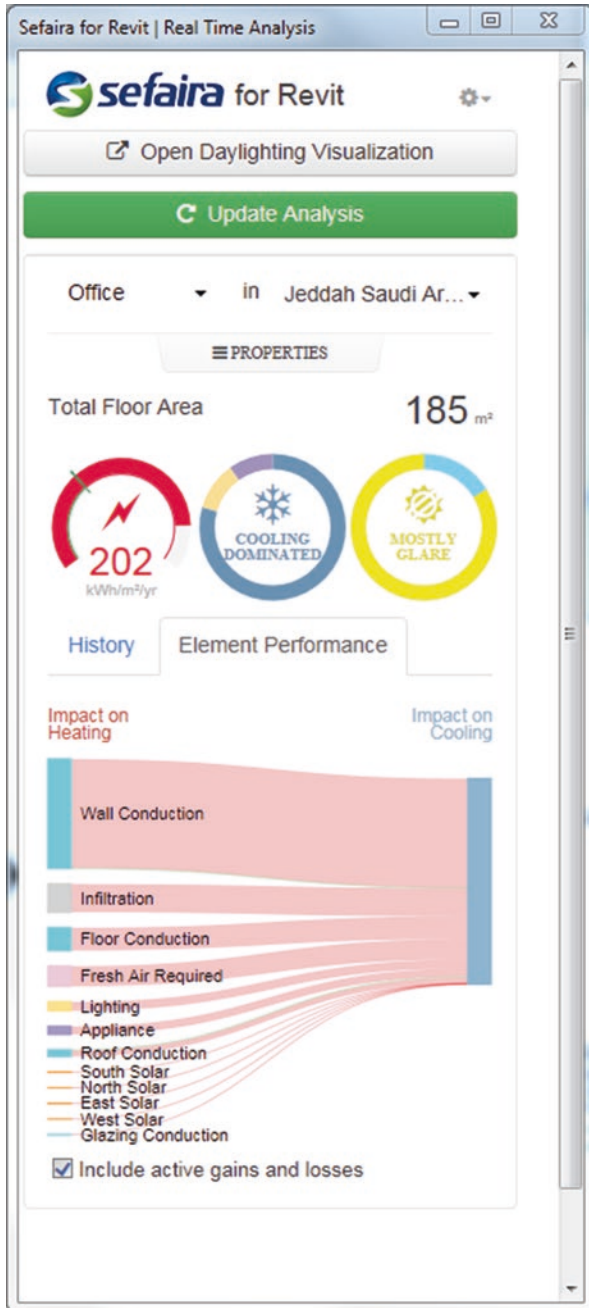 Sefaira for Revit | Real Time Analysis
sefaira for Revit
Open Daylighting Visualization
Update Analysis
Office in Jeddah Saudi Ar...
PROPERTIES
Total Floor Area 185 m²
202
kWh/m²/yr
COOLING
DOMINATED
MOSTLY
GLARE
History Element Performance
Impact on
Heating
Impact on
Cooling
Wall Conduction
Infiltration
Floor Conduction
Fresh Air Required
Lighting
Appliance
Roof Conduction
South Solar
North Solar
East Solar
West Solar
Glazing Conduction
Include active gains and losses